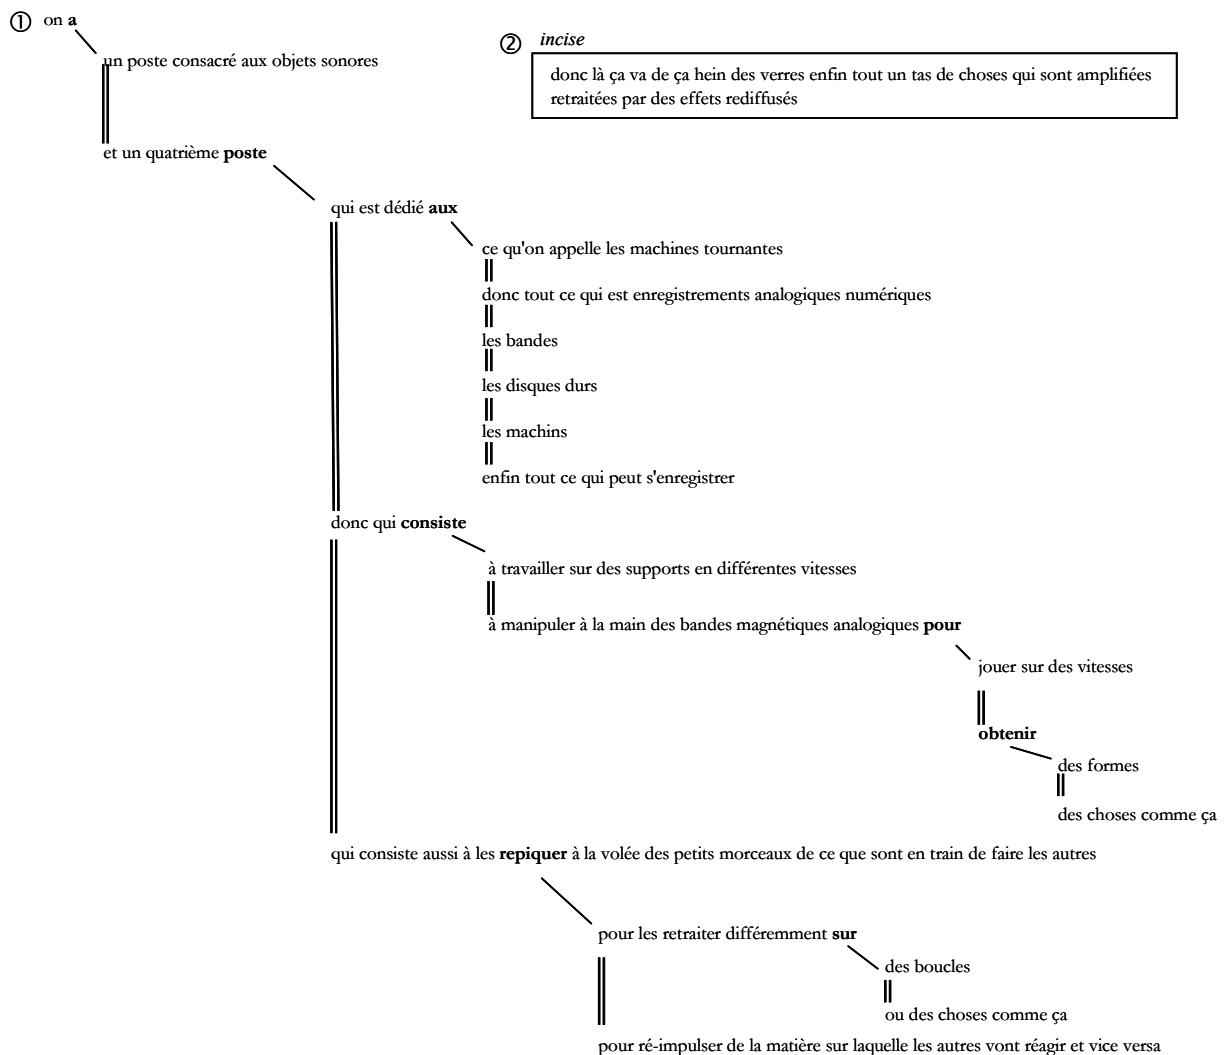 ① on a
② incise
un poste consacré aux objets sonores
donc là ça va de ça hein des verres enfin tout un tas de choses qui sont amplifiées
retraitées par des effets rediffusés
et un quatrième poste
qui est dédié aux
ce qu'on appelle les machines tournantes
donc tout ce qui est enregistrements analogiques numériques
les bandes
les disques durs
les machins
enfin tout ce qui peut s'enregistrer
donc qui consiste
à travailler sur des supports en différentes vitesses
à manipuler à la main des bandes magnétiques analogiques pour
jouer sur des vitesses
obtenir
des formes
des choses comme ça
qui consiste aussi à les repiquer à la volée des petits morceaux de ce que sont en train de faire les autres
pour les retraiter différemment sur
des boucles
ou des choses comme ça
pour ré-impulser de la matière sur laquelle les autres vont réagir et vice versa